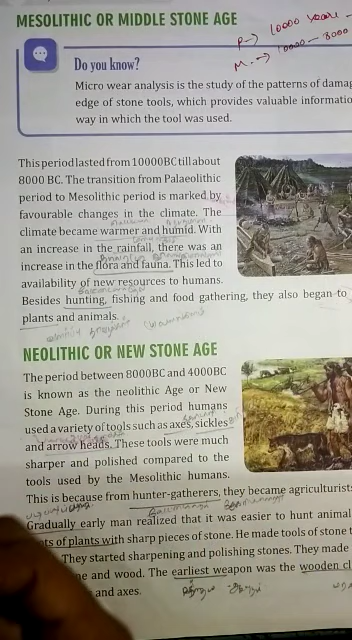 MESOLITHIC OR MIDDLE STONE AGE
P → 10000 years
M. → 10000 - 8000
Do you know?
Micro wear analysis is the study of the patterns of damag
edge of stone tools, which provides valuable informatio
way in which the tool was used.
This period lasted from 10000BC till about
8000 BC. The transition from Palaeolithic
period to Mesolithic period is marked by
favourable changes in the climate. The
climate became warmer and humid. With
an increase in the rainfall, there was an
increase in the flora and fauna. This led to
availability of new resources to humans.
Besides hunting, fishing and food gathering, they also began to
plants and animals.
NEOLITHIC OR NEW STONE AGE
The period between 8000BC and 4000BC
is known as the neolithic Age or New
Stone Age. During this period humans
used a variety of tools such as axes, sickles
and arrow heads. These tools were much
sharper and polished compared to the
tools used by the Mesolithic humans.
This is because from hunter-gatherers, they became agriculturist
Gradually early man realized that it was easier to hunt animal
ots of plants with sharp pieces of stone. He made tools of stone t
They started sharpening and polishing stones. They made
ne and wood. The earliest weapon was the wooden cl
and axes.